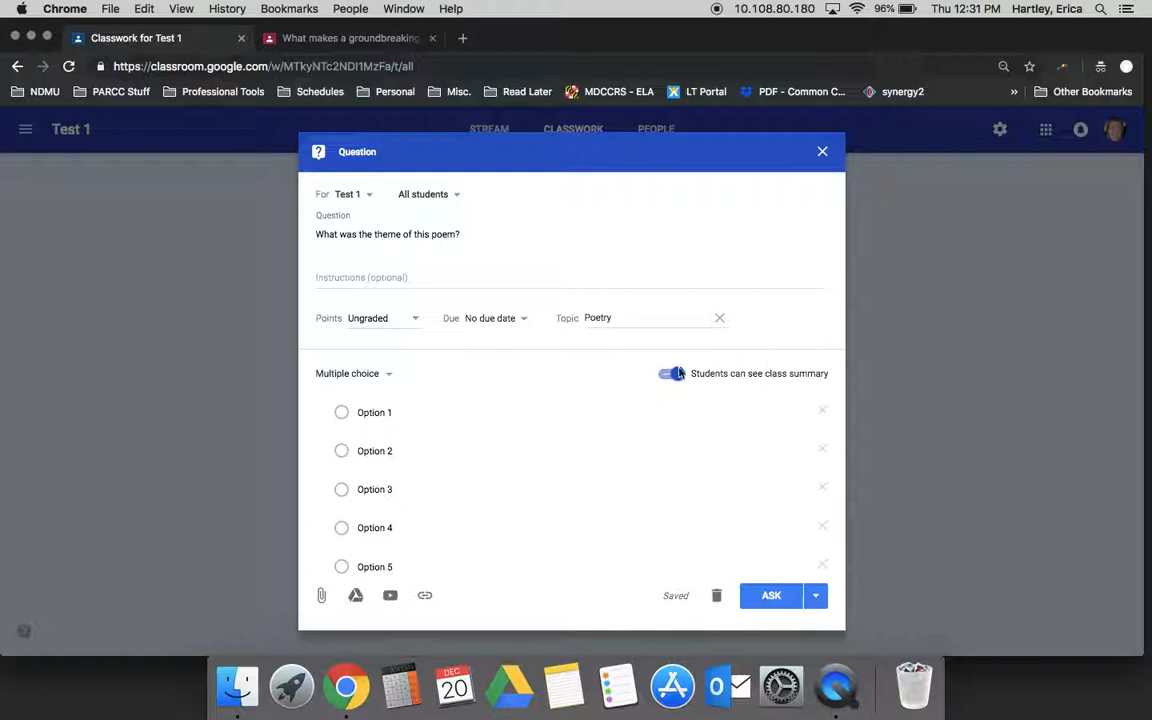 Chrome File Edit View History Bookmarks People Window Help 10.108.80.180 96% Thu 12:31 PM Hartley, Erica
Classwork for Test 1 What makes a groundbreaking
https://classroom.google.com/w/MTkyNTc2NDI1MzFa/t/all
NDMU PARCC Stuff Professional Tools Schedules Personal Misc. Read Later MDCCRS - ELA LT Portal PDF - Common C... synergy2 » Other Bookmarks
Test 1 STREAM CLASSWORK PEOPLE
Question
For Test 1 All students
Question
What was the theme of this poem?
Instructions (optional)
Points Ungraded Due No due date Topic Poetry
Multiple choice Students can see class summary
Option 1
Option 2
Option 3
Option 4
Option 5
Saved ASK
DEC
20